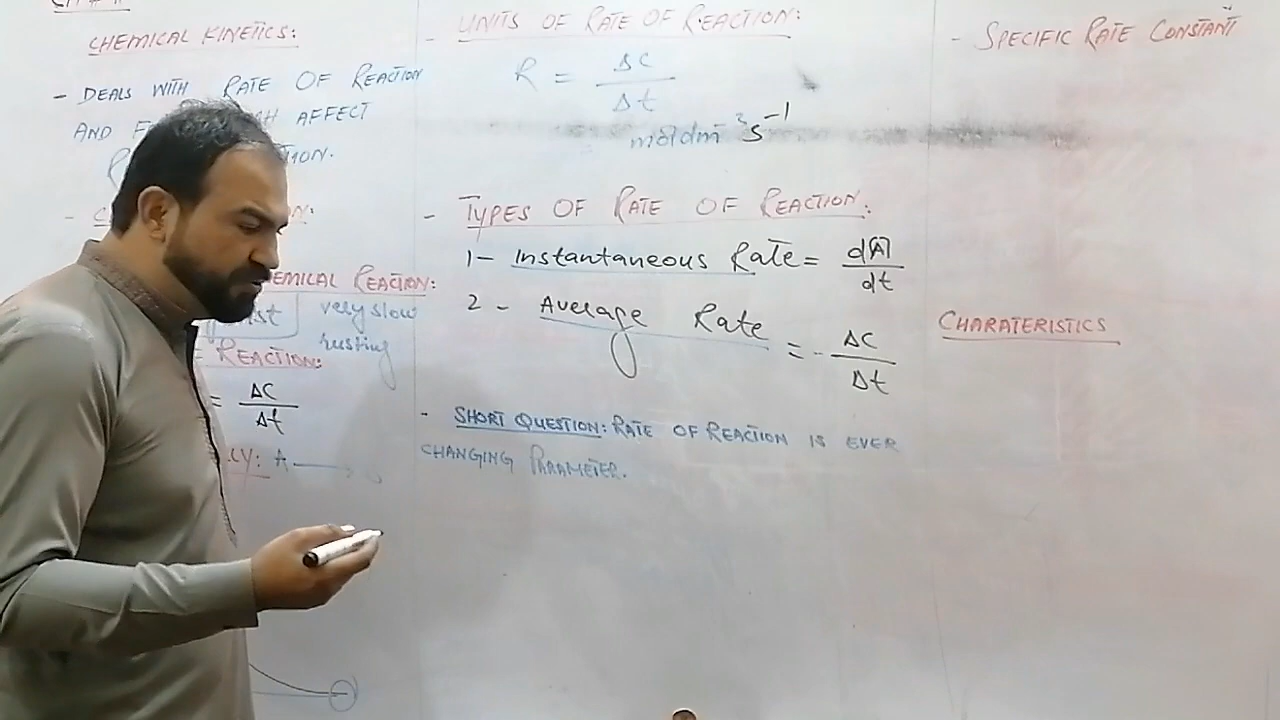 CHEMICAL KINETICS:
- DEALS WITH RATE OF REACTION
AND AFFECT
EMICAL REACTION:
very slow
rusting
REACTION:
= ΔC
Δt
CY: A
- UNITS OF RATE OF REACTION:
R = ΔC
Δt
moldm⁻³s⁻¹
- TYPES OF RATE OF REACTION:
1- Instantaneous Rate = d[A]
dt
2 - Average Rate = - ΔC
Δt
- SHORT QUESTION: RATE OF REACTION IS EVER
CHANGING PARAMETER.
- SPECIFIC RATE CONSTANT
CHARATERISTICS